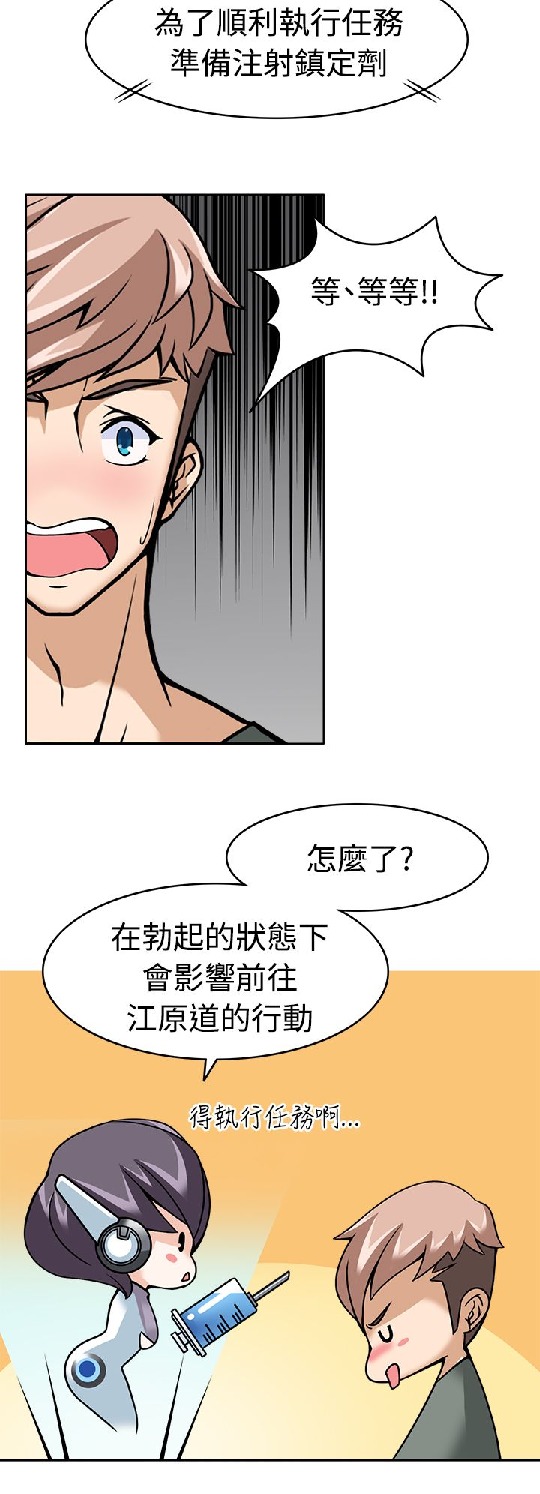 為了順利執行任務
準備注射鎮定劑
等、等等!!
怎麼了?
在勃起的狀態下
會影響前往
江原道的行動
得執行任務啊...